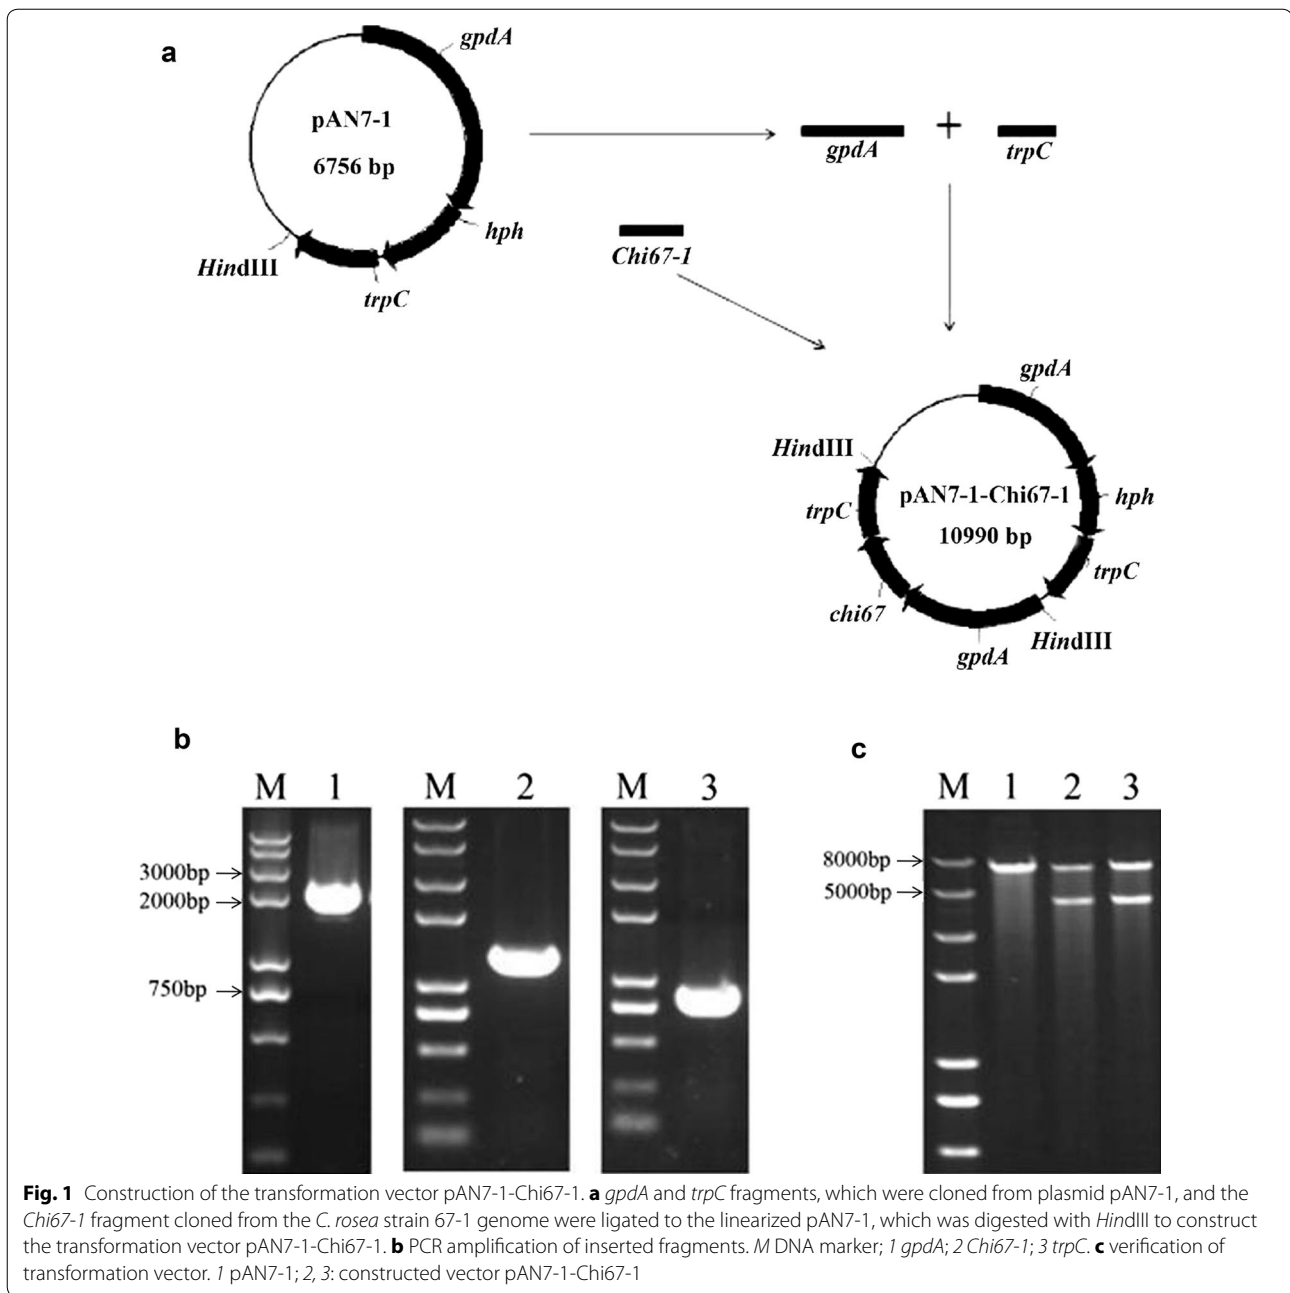 a
gpdA
pAN7-1
6756 bp
hph
HindIII
trpC
gpdA
+
trpC
Chi67-1
gpdA
HindIII
pAN7-1-Chi67-1
hph
trpC
10990 bp
trpC
chi67
HindIII
gpdA
b
M 1
M 2
M 3
3000bp
2000bp
750bp
c
M 1 2 3
8000bp
5000bp
Fig. 1 Construction of the transformation vector pAN7-1-Chi67-1. a gpdA and trpC fragments, which were cloned from plasmid pAN7-1, and the
Chi67-1 fragment cloned from the C. rosea strain 67-1 genome were ligated to the linearized pAN7-1, which was digested with HindIII to construct
the transformation vector pAN7-1-Chi67-1. b PCR amplification of inserted fragments. M DNA marker; 1 gpdA; 2 Chi67-1; 3 trpC. c verification of
transformation vector. 1 pAN7-1; 2, 3: constructed vector pAN7-1-Chi67-1